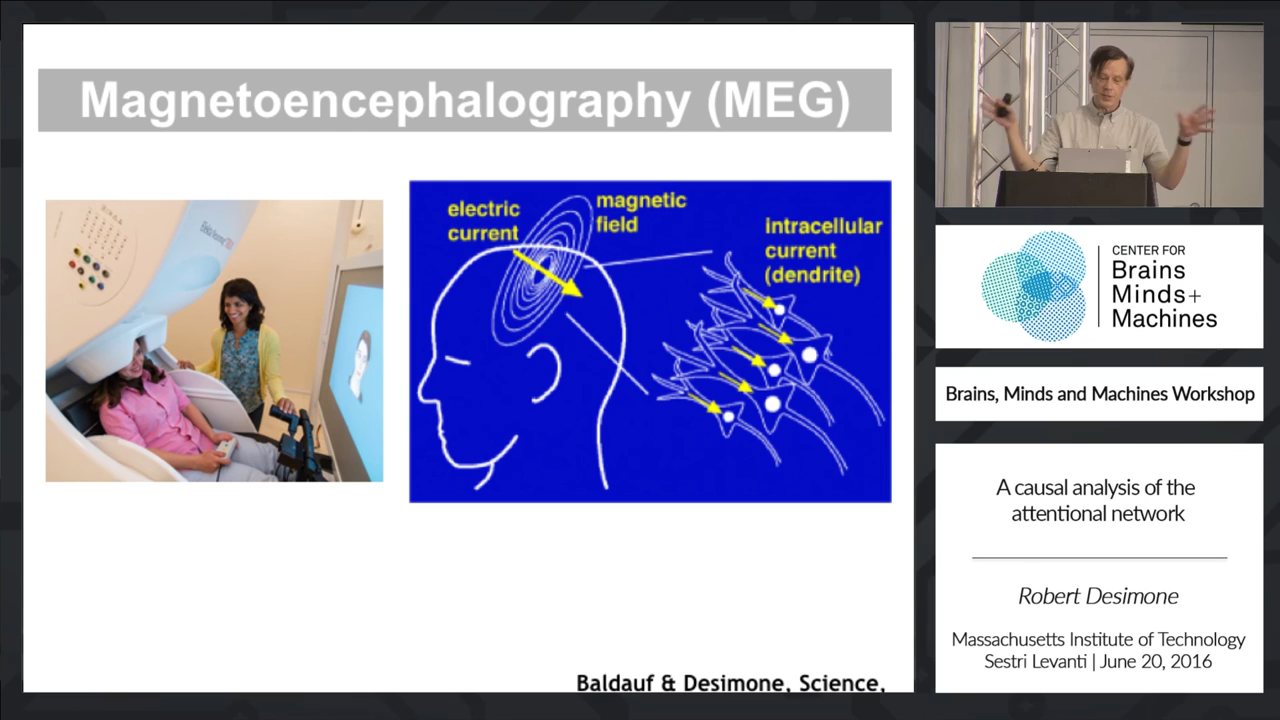 Magnetoencephalography (MEG)
electric
current
magnetic
field
intracellular
current
(dendrite)
Baldauf & Desimone, Science,
CENTER FOR
Brains
Minds+
Machines
Brains, Minds and Machines Workshop
A causal analysis of the
attentional network
Robert Desimone
Massachusetts Institute of Technology
Sestri Levanti | June 20, 2016